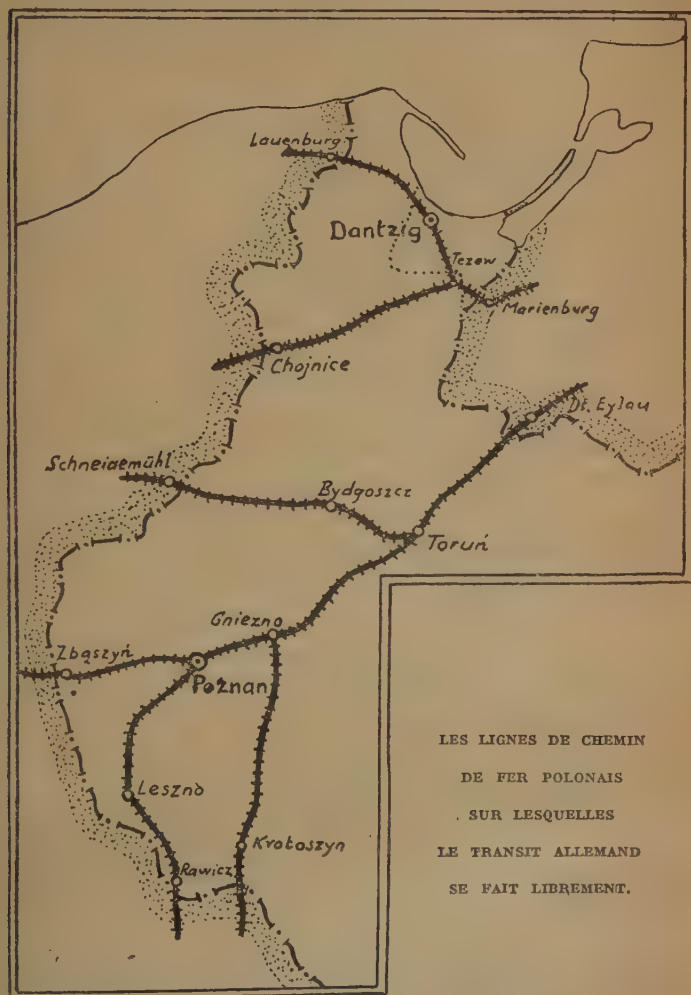 Lauenburg
Dantzig
Tczew
Marienburg
Chojnice
Dt. Eylau
Schneidemühl
Bydgoszcz
Toruń
Gniezno
Zbąszyń
Poznan
Leszno
Krotoszyn
Rawicz
LES LIGNES DE CHEMIN
DE FER POLONAIS
SUR LESQUELLES
LE TRANSIT ALLEMAND
SE FAIT LIBREMENT.